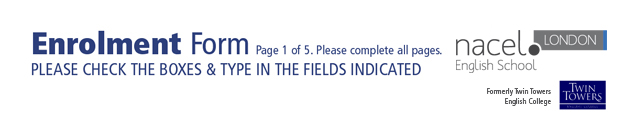 Enrolment Form Page 1 of 5. Please complete all pages.
PLEASE CHECK THE BOXES & TYPE IN THE FIELDS INDICATED
nacel LONDON
English School
Formerly Twin Towers
English College
TWIN
TOWERS